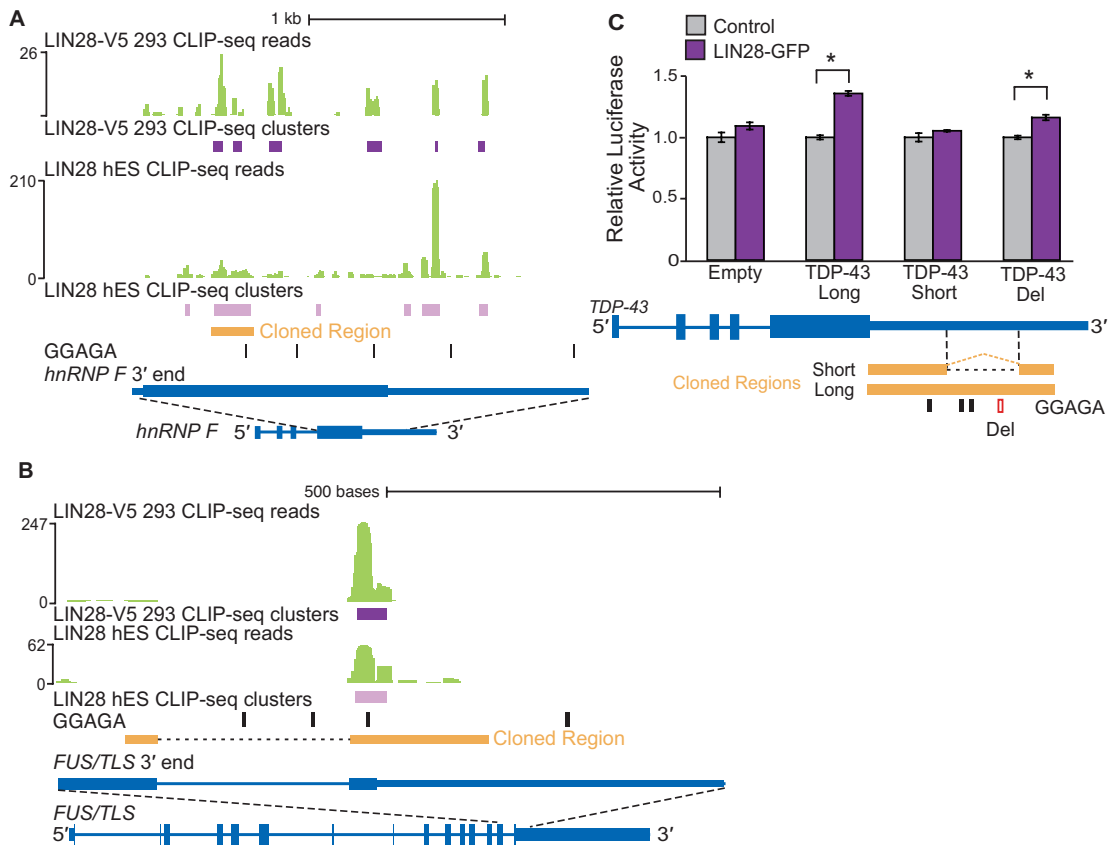 A
1 kb
LIN28-V5 293 CLIP-seq reads
26
0
LIN28-V5 293 CLIP-seq clusters
LIN28 hES CLIP-seq reads
210
0
LIN28 hES CLIP-seq clusters
Cloned Region
GGAGA
hnRNP F 3′ end
hnRNP F 5′ 3′
B
500 bases
LIN28-V5 293 CLIP-seq reads
247
0
LIN28-V5 293 CLIP-seq clusters
LIN28 hES CLIP-seq reads
62
0
LIN28 hES CLIP-seq clusters
GGAGA
Cloned Region
FUS/TLS 3′ end
FUS/TLS
5′ 3′
C
Control
LIN28-GFP
Relative Luciferase
Activity
1.5
1.0
0.5
0
* *
Empty TDP-43 Long TDP-43 Short TDP-43 Del
TDP-43
5′ 3′
Cloned Regions
Short
Long
GGAGA
Del